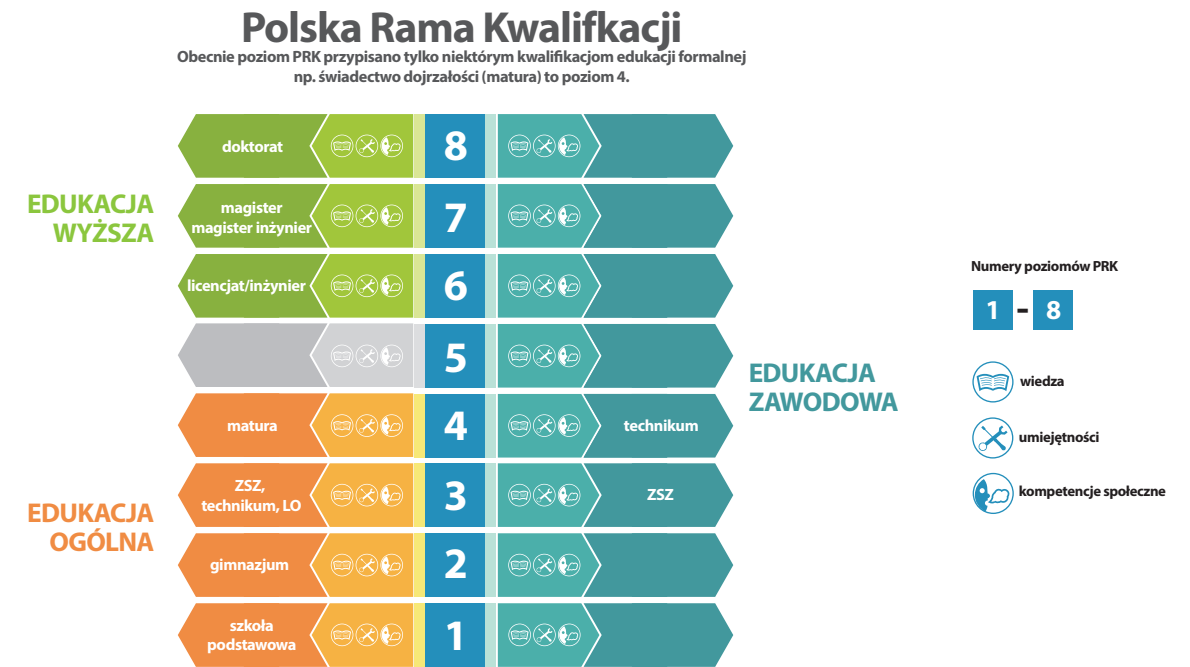 Polska Rama Kwalifkacji
Obecnie poziom PRK przypisano tylko niektórym kwalifikacjom edukacji formalnej
np. świadectwo dojrzałości (matura) to poziom 4.
doktorat
8
EDUKACJA
WYŻSZA
magister
magister inżynier
7
licencjat/inżynier
6
5
EDUKACJA
ZAWODOWA
matura
4
technikum
EDUKACJA
OGÓLNA
ZSZ,
technikum, LO
3
ZSZ
gimnazjum
2
szkoła
podstawowa
1
Numery poziomów PRK
1 - 8
wiedza
umiejętności
kompetencje społeczne